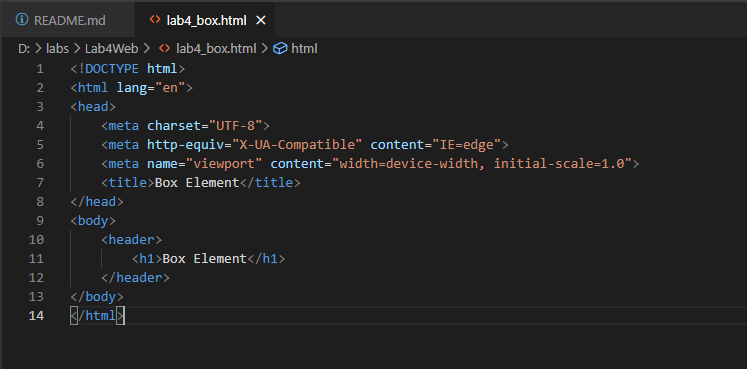 README.md lab4_box.html
D: > labs > Lab4Web > lab4_box.html > html
1 <!DOCTYPE html>
2 <html lang="en">
3 <head>
4     <meta charset="UTF-8">
5     <meta http-equiv="X-UA-Compatible" content="IE=edge">
6     <meta name="viewport" content="width=device-width, initial-scale=1.0">
7     <title>Box Element</title>
8 </head>
9 <body>
10     <header>
11         <h1>Box Element</h1>
12     </header>
13 </body>
14 </html>